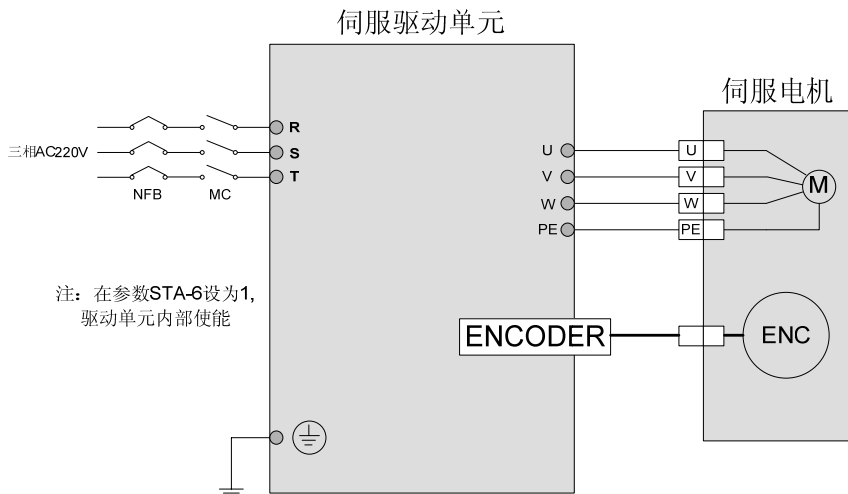 伺服驱动单元
伺服电机
三相AC220V
R
S
T
NFB
MC
U
V
W
PE
U
V
W
PE
M
注：在参数STA-6设为1,
驱动单元内部使能
ENCODER
ENC